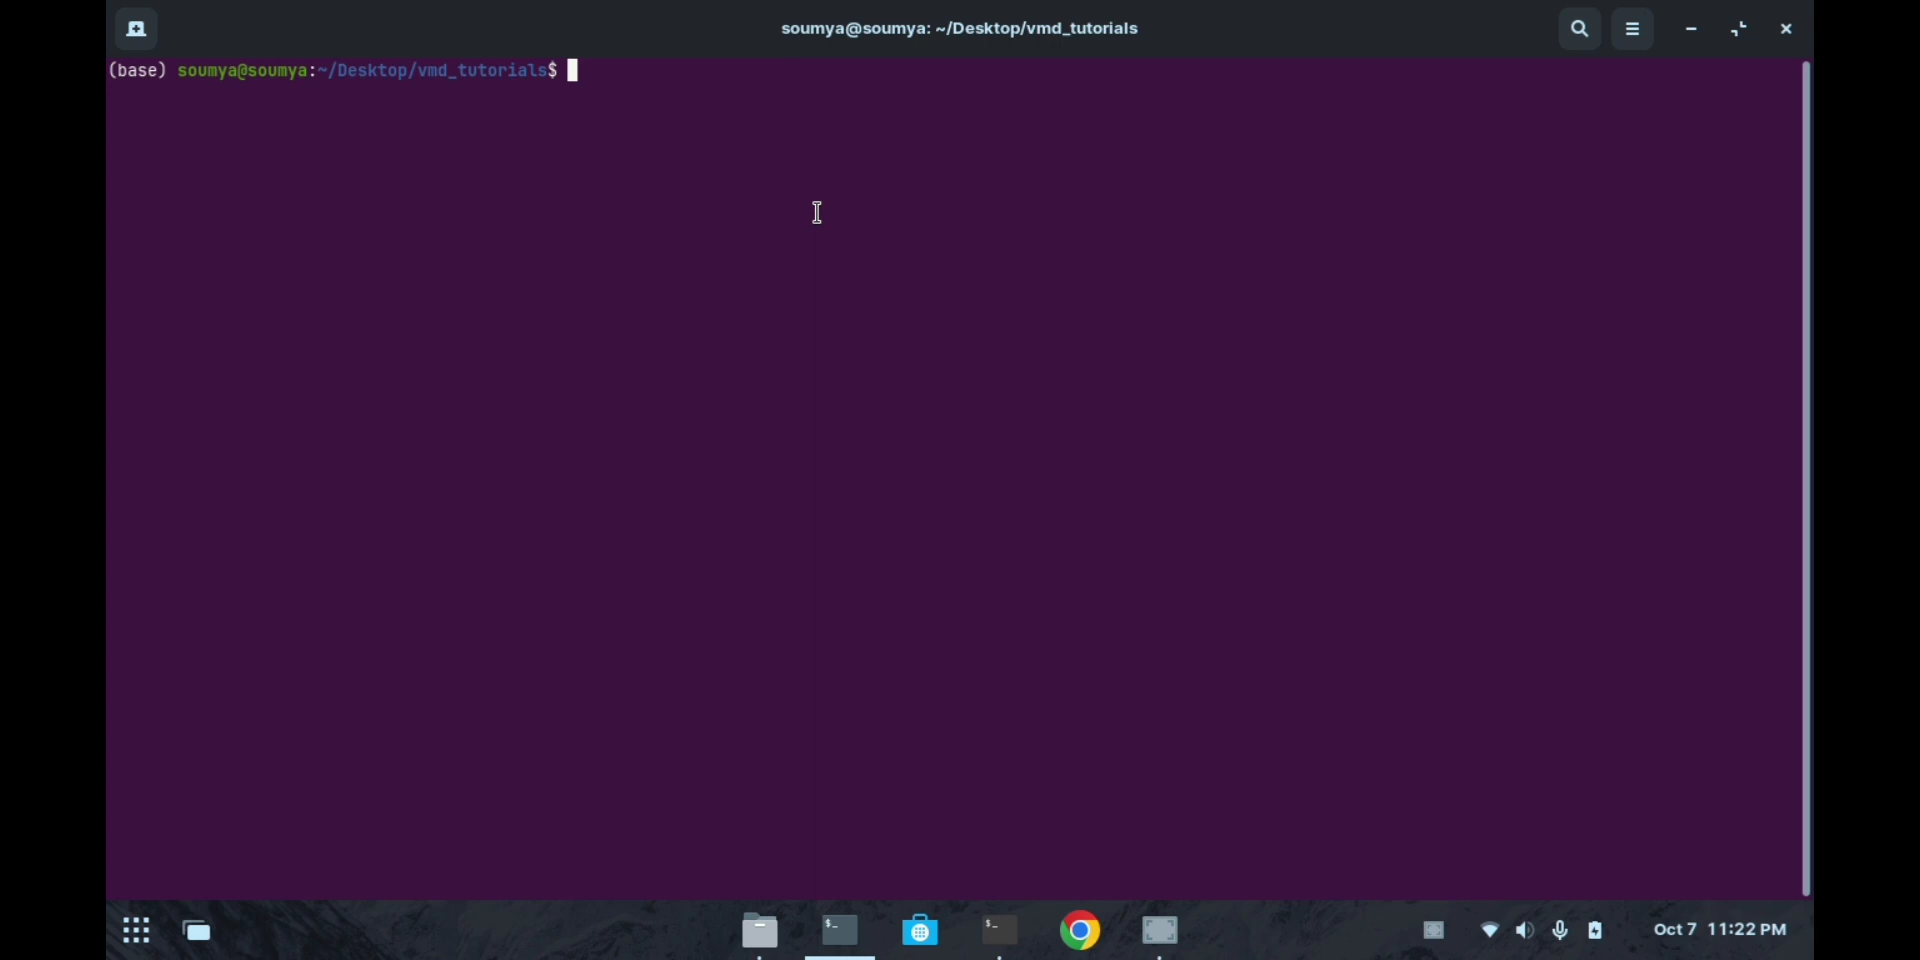 soumya@soumya: ~/Desktop/vmd_tutorials
(base) soumya@soumya:~/Desktop/vmd_tutorials$
$_
$_
Oct 7 11:22 PM